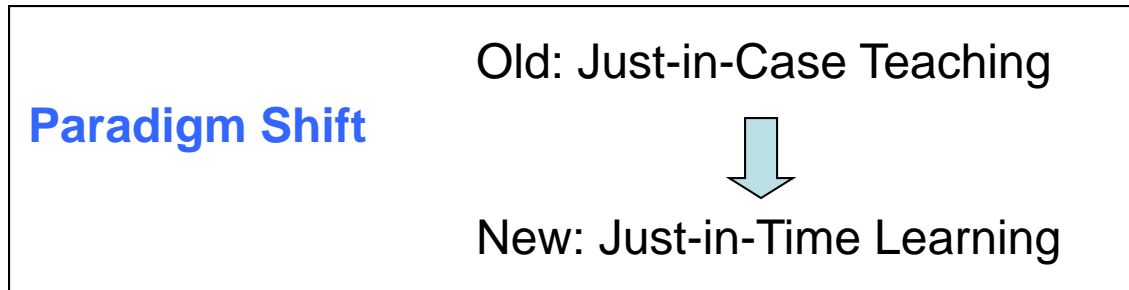 Old: Just-in-Case Teaching
Paradigm Shift
New: Just-in-Time Learning